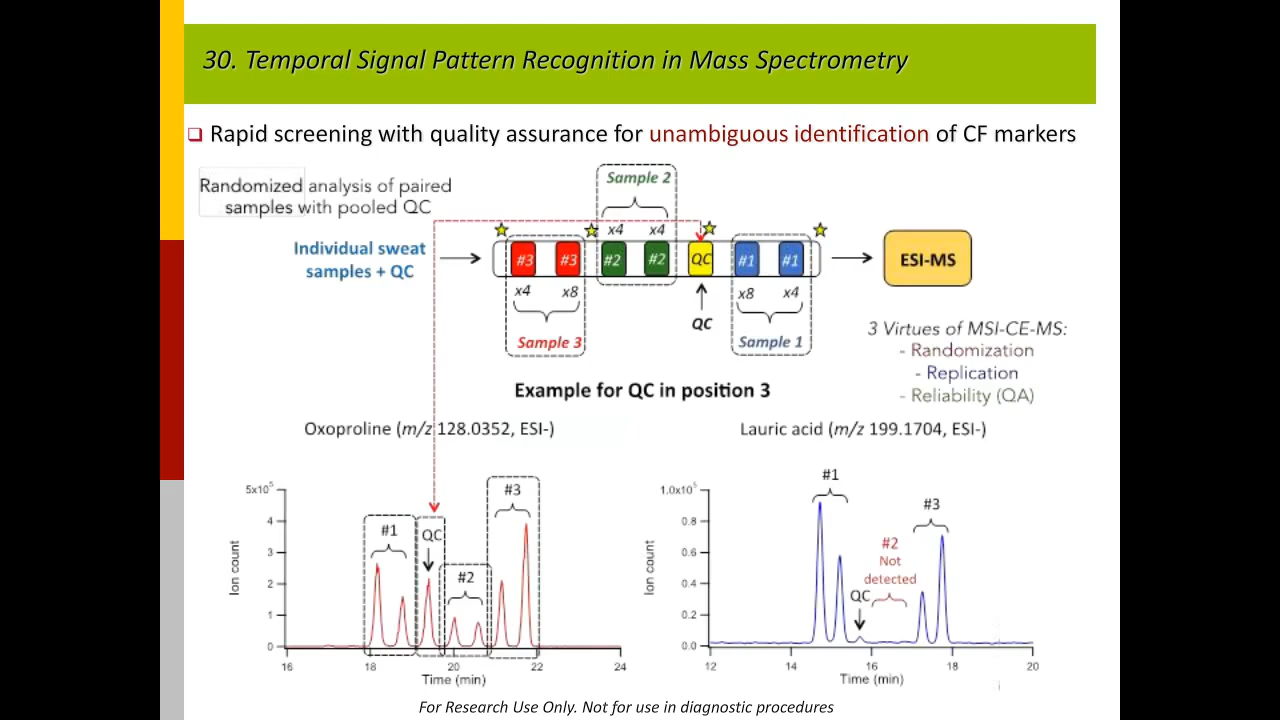 30. Temporal Signal Pattern Recognition in Mass Spectrometry
❑ Rapid screening with quality assurance for unambiguous identification of CF markers
Randomized analysis of paired
samples with pooled QC
Individual sweat
samples + QC
Sample 2
x4 x4
#3 #3 #2 #2 QC #1 #1
x4 x8
x8 x4
QC
Sample 3
Sample 1
ESI-MS
3 Virtues of MSI-CE-MS:
- Randomization
- Replication
- Reliability (QA)
Example for QC in position 3
Oxoproline (m/z 128.0352, ESI-)
5x10⁵
4
3
2
1
0
Ion count
#1
QC
#2
#3
16 18 20 22 24
Time (min)
Lauric acid (m/z 199.1704, ESI-)
1.0x10⁵
0.8
0.6
0.4
0.2
0.0
Ion count
#1
QC
#2
Not
detected
#3
12 14 16 18 20
Time (min)
For Research Use Only. Not for use in diagnostic procedures